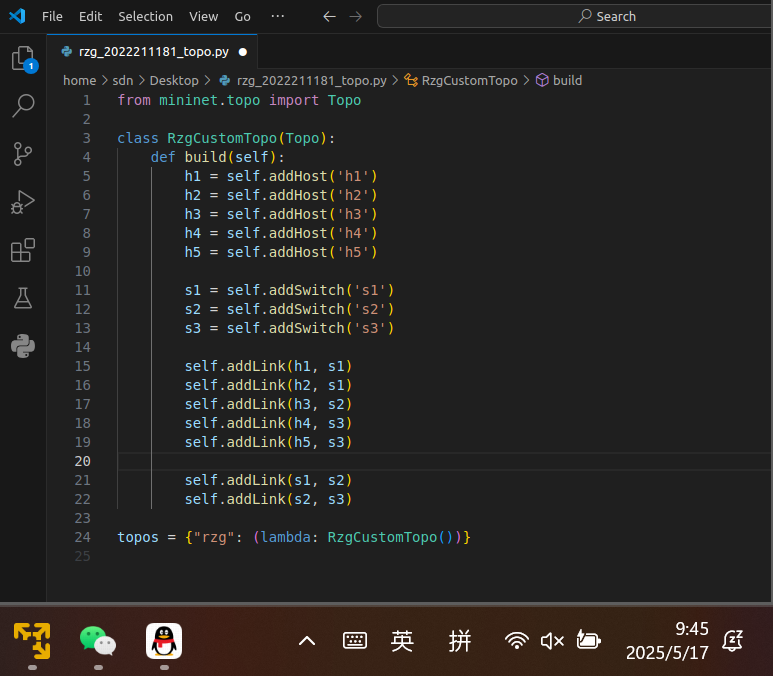 File Edit Selection View Go ··· Search
rzg_2022211181_topo.py
1
home > sdn > Desktop > rzg_2022211181_topo.py > RzgCustomTopo > build
1 from mininet.topo import Topo
2
3 class RzgCustomTopo(Topo):
4     def build(self):
5         h1 = self.addHost('h1')
6         h2 = self.addHost('h2')
7         h3 = self.addHost('h3')
8         h4 = self.addHost('h4')
9         h5 = self.addHost('h5')
10
11         s1 = self.addSwitch('s1')
12         s2 = self.addSwitch('s2')
13         s3 = self.addSwitch('s3')
14
15         self.addLink(h1, s1)
16         self.addLink(h2, s1)
17         self.addLink(h3, s2)
18         self.addLink(h4, s3)
19         self.addLink(h5, s3)
20
21         self.addLink(s1, s2)
22         self.addLink(s2, s3)
23
24 topos = {"rzg": (lambda: RzgCustomTopo())}
25
英 拼 9:45
2025/5/17